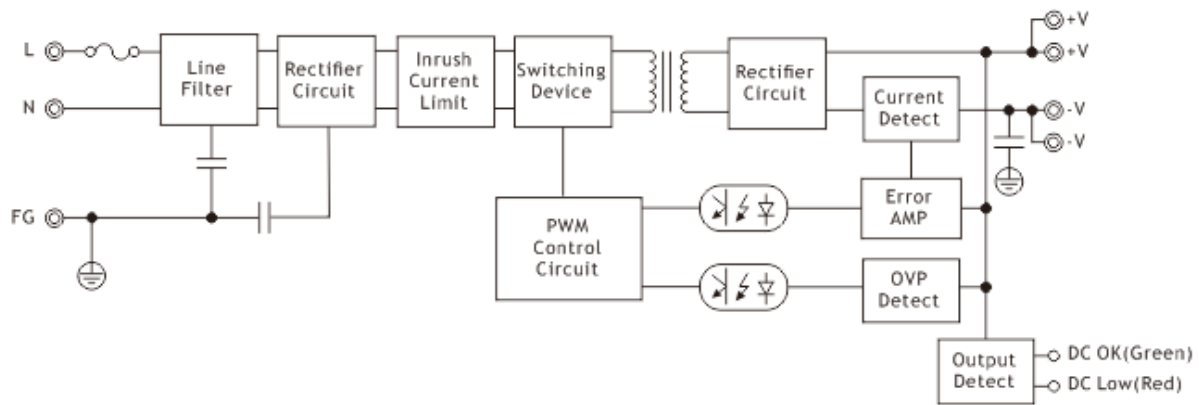 +V
L
+V
Line
Filter
Rectifier
Circuit
Inrush
Current
Limit
Switching
Device
Rectifier
Circuit
Current
Detect
N
-V
-V
FG
PWM
Control
Circuit
Error
AMP
OVP
Detect
Output
Detect
DC OK(Green)
DC Low(Red)